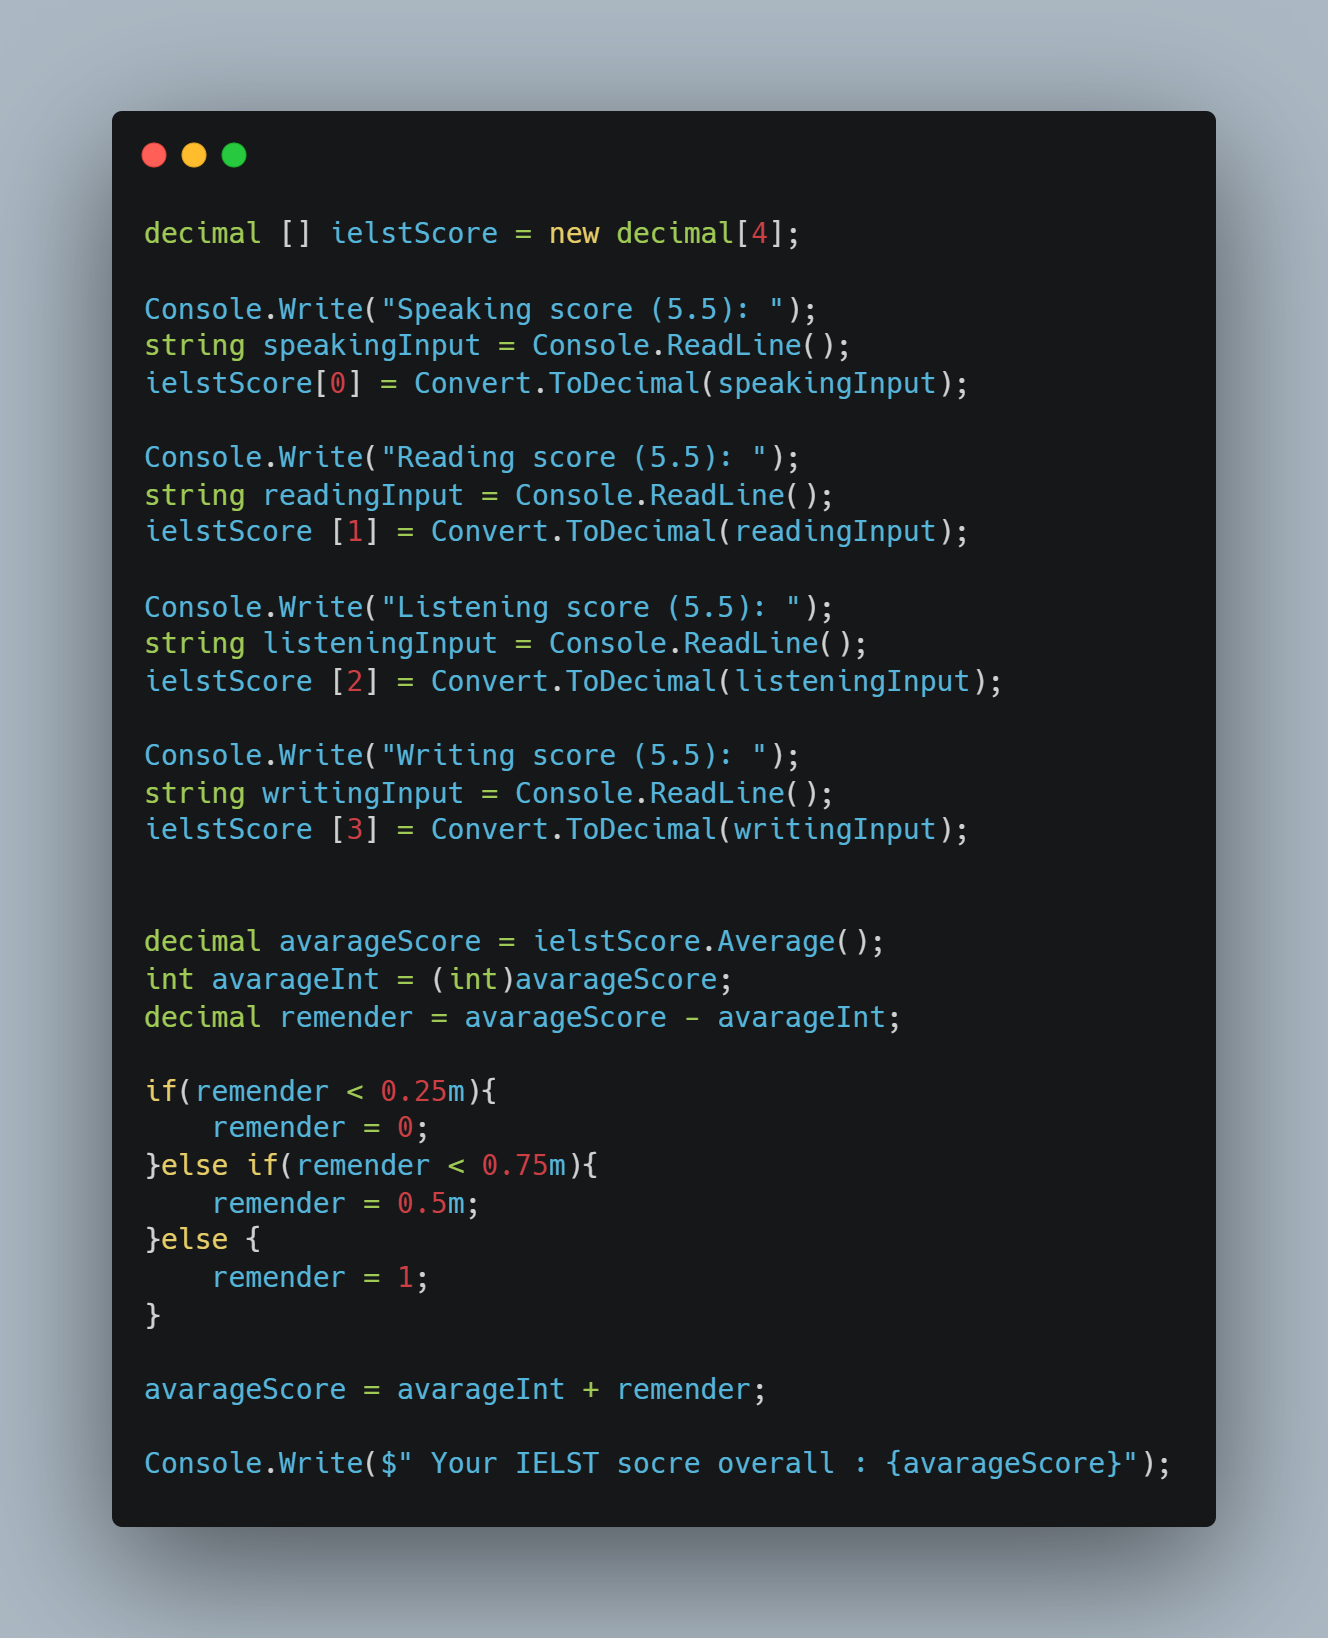 decimal [] ielstScore = new decimal[4];
Console.Write("Speaking score (5.5): ");
string speakingInput = Console.ReadLine();
ielstScore[0] = Convert.ToDecimal(speakingInput);
Console.Write("Reading score (5.5): ");
string readingInput = Console.ReadLine();
ielstScore [1] = Convert.ToDecimal(readingInput);
Console.Write("Listening score (5.5): ");
string listeningInput = Console.ReadLine();
ielstScore [2] = Convert.ToDecimal(listeningInput);
Console.Write("Writing score (5.5): ");
string writingInput = Console.ReadLine();
ielstScore [3] = Convert.ToDecimal(writingInput);
decimal avarageScore = ielstScore.Average();
int avarageInt = (int)avarageScore;
decimal remender = avarageScore - avarageInt;
if(remender < 0.25m){
    remender = 0;
}else if(remender < 0.75m){
    remender = 0.5m;
}else {
    remender = 1;
}
avarageScore = avarageInt + remender;
Console.Write($" Your IELST socre overall : {avarageScore}");